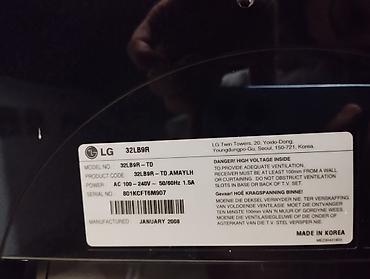 LG 32LB9R
MODEL NO. 32LB9R-TD
PRODUCT CODE 32LB9R-TD.AMAYLH
POWER AC 100-240V~ 50/60Hz 1.5A
SERIAL NO. 801KCFT6M907
MANUFACTURED JANUARY 2008
LG Twin Towers, 20, Yoido-Dong,
Youngdungpo-Gu, Seoul, 150-721, Korea.
DANGER! HIGH VOLTAGE INSIDE
TO PROVIDE ADEQUATE VENTILATION,
RECEIVER MUST BE AT LEAST 100mm FROM A WALL
OR CURTAINING. DO NOT OBSTRUCT VENTILATION
SLOTS IN BASE OR BACK OF T.V. SET.
Gevaar! HOË KRAGSPANNING BINNE!
MOENIE DIE DEKSEL VERWYDER NIE. TER VERSKAFFING
VAN VOLDOENDE VENTILASIE MOET DIE ONTVANGER
TEN MINSTE 100mm VAN 'N MUUR OF GORDYNE WEES.
MOENIE DIE VENTILASIEGLEUWE OP DIE ONDER OF
AGTERKANT VAN DIE T.V. STEL VERSPER NIE.
MADE IN KOREA